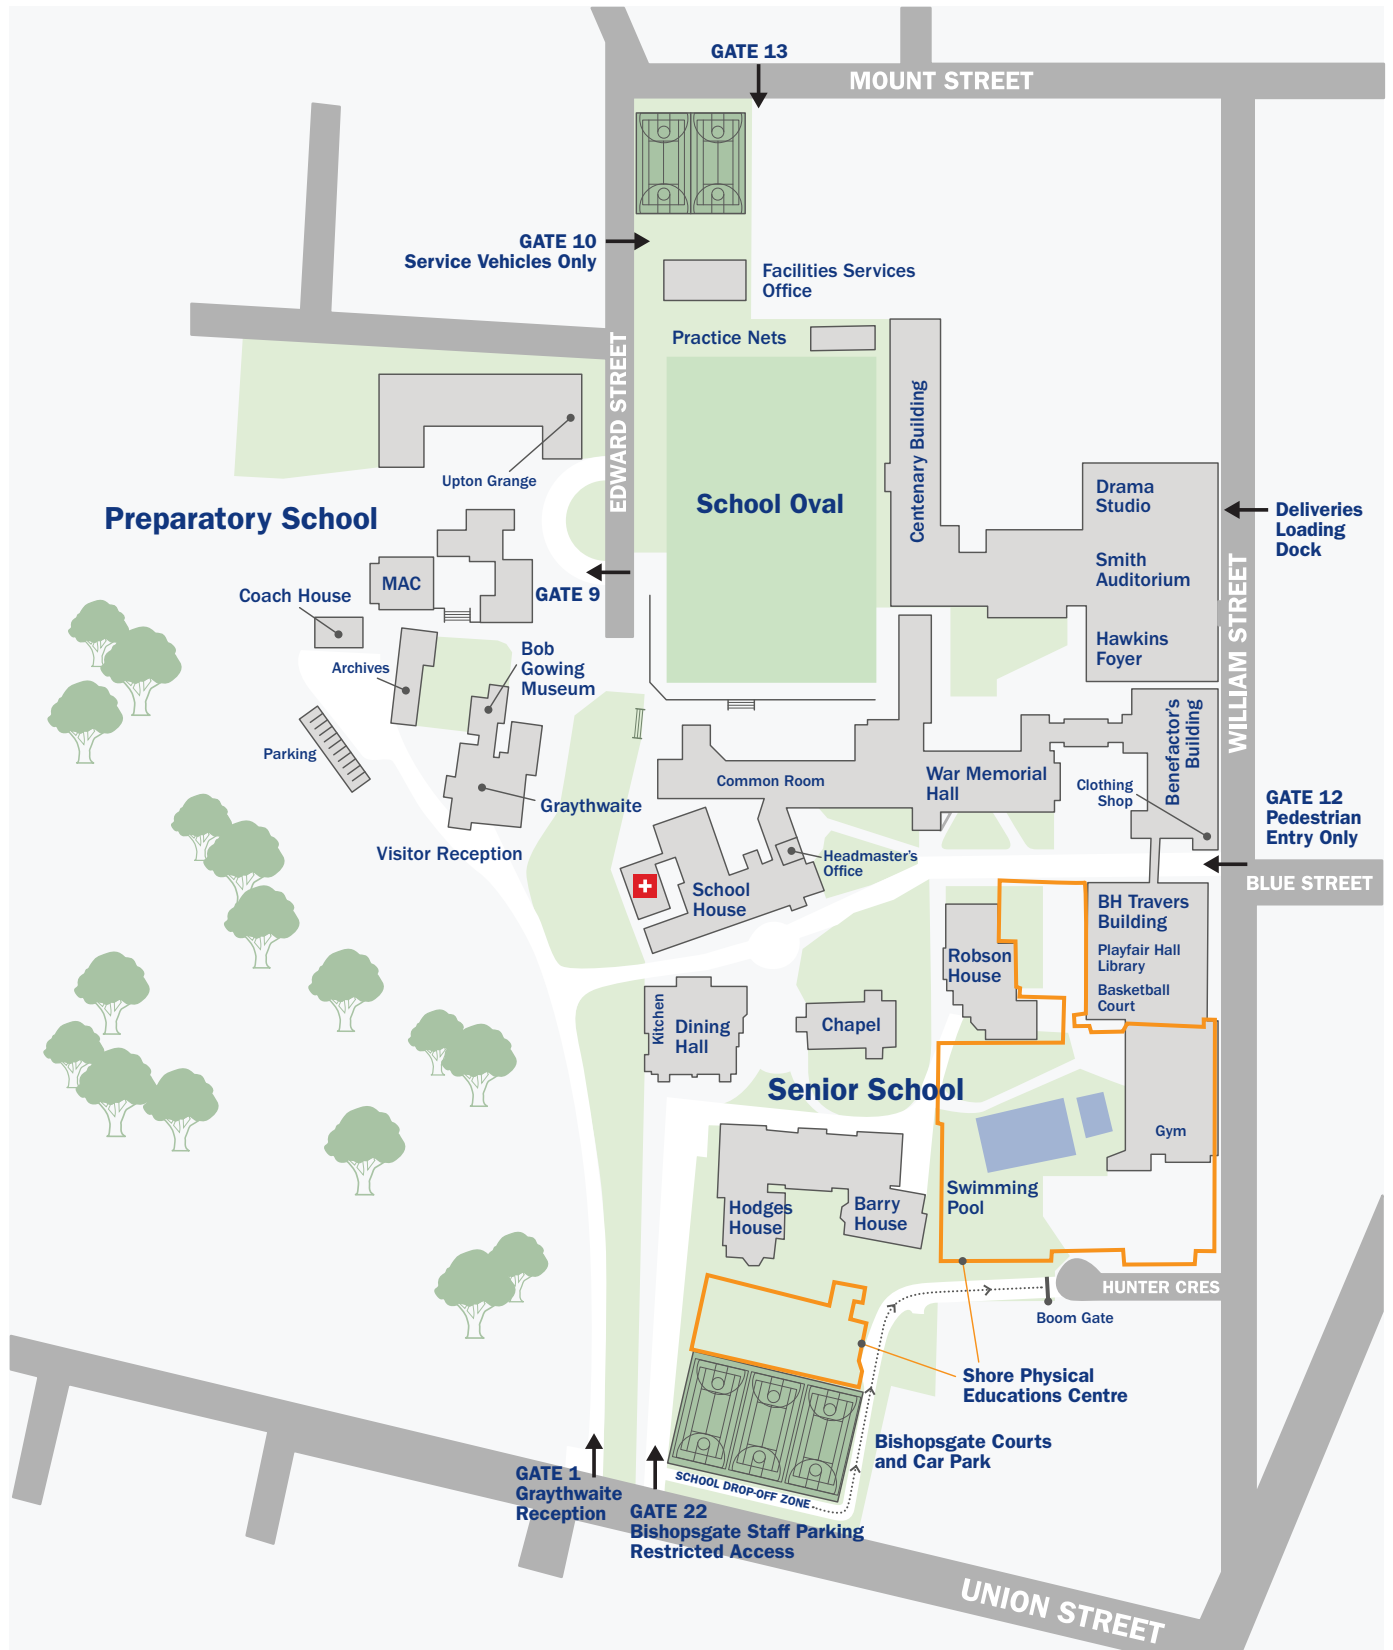 GATE 13
MOUNT STREET
GATE 10
Service Vehicles Only
Facilities Services
Office
Practice Nets
EDWARD STREET
Centenary Building
Upton Grange
School Oval
Drama
Studio
Deliveries
Loading
Dock
Preparatory School
Smith
Auditorium
MAC
GATE 9
Coach House
WILLIAM STREET
Hawkins
Foyer
Bob
Gowing
Museum
Archives
Benefactor's
Building
Parking
Common Room
War Memorial
Hall
Clothing
Shop
Graythwaite
GATE 12
Pedestrian
Entry Only
Visitor Reception
Headmaster's
Office
BLUE STREET
School
House
BH Travers
Building
Playfair Hall
Library
Basketball
Court
Robson
House
Kitchen
Dining
Hall
Chapel
Senior School
Gym
Swimming
Pool
Hodges
House
Barry
House
HUNTER CRES
Boom Gate
Shore Physical
Educations Centre
Bishopsgate Courts
and Car Park
SCHOOL DROP-OFF ZONE
GATE 1
Graythwaite
Reception
GATE 22
Bishopsgate Staff Parking
Restricted Access
UNION STREET